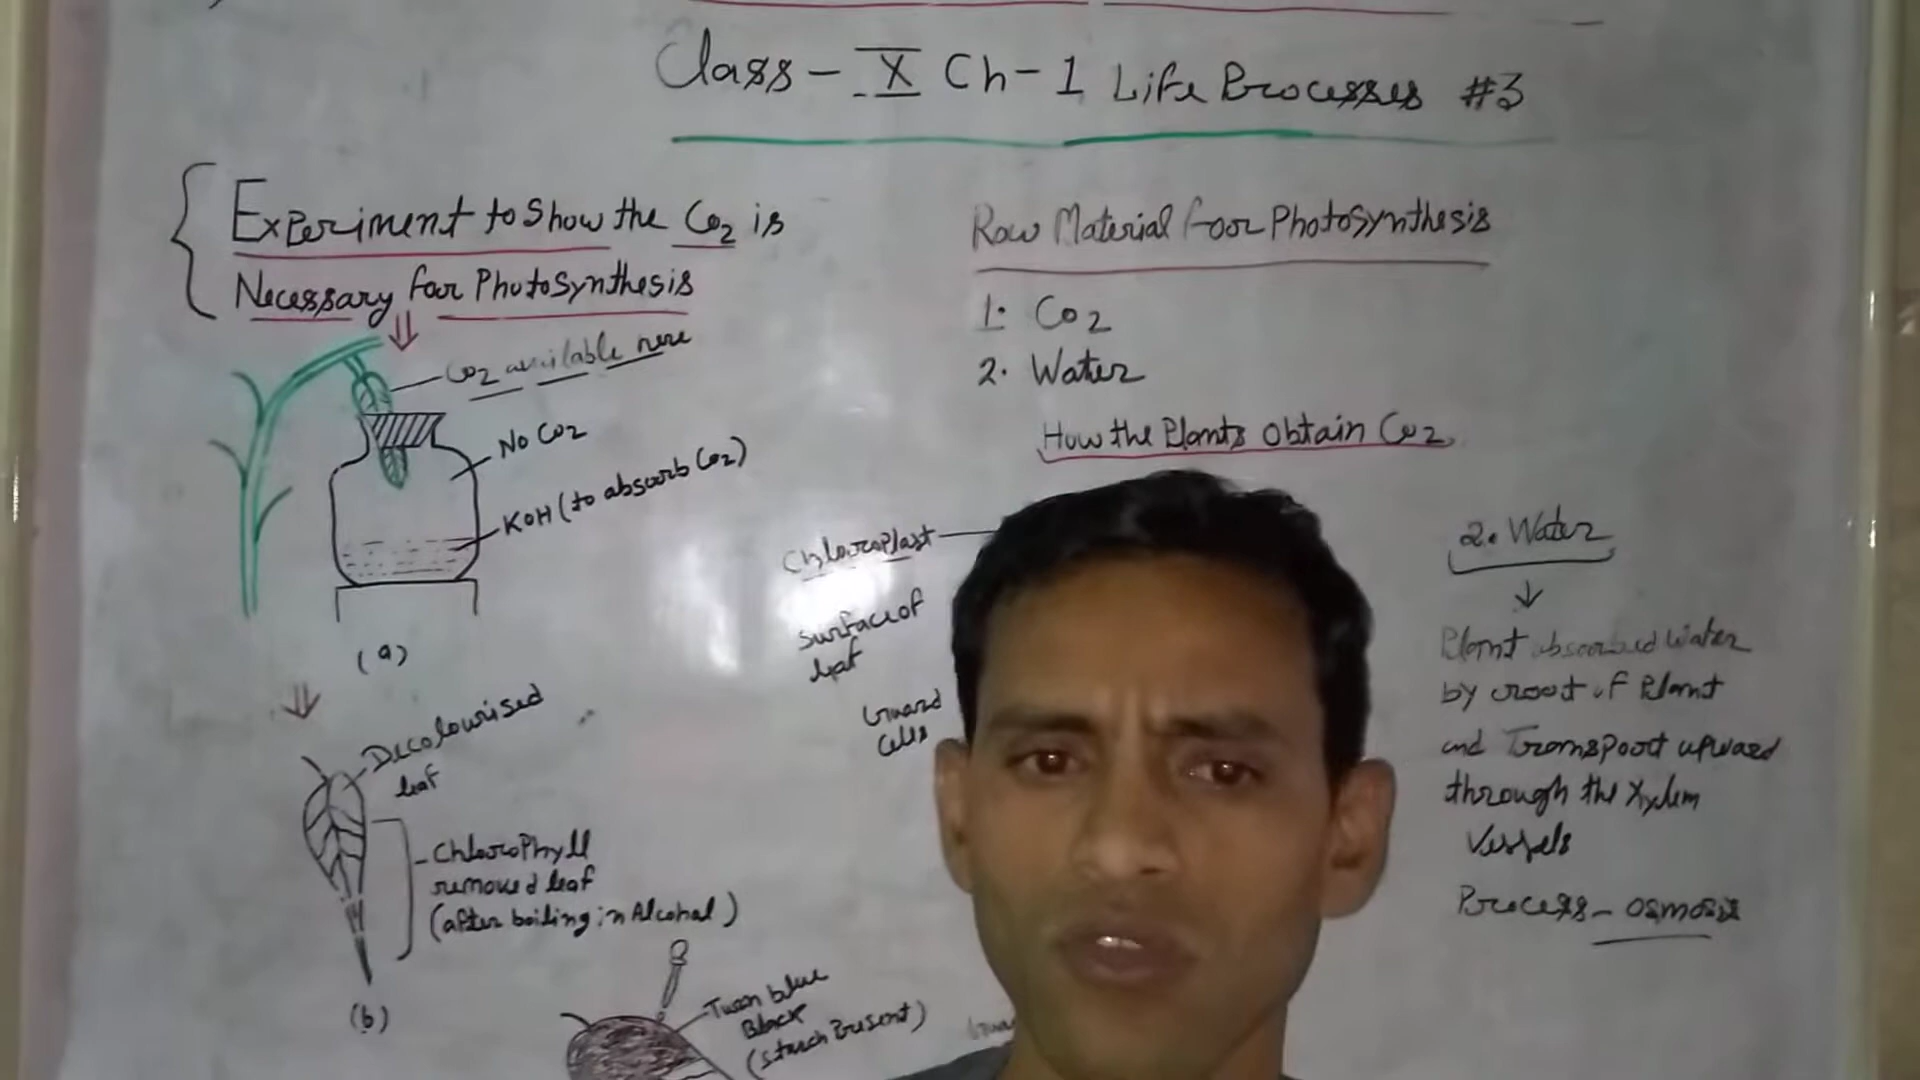 Class - X Ch-1 Life Processes #3
Experiment to Show the Co2 is
Necessary for Photosynthesis
Co2 available here
No Co2
KOH (to absorb Co2)
(a)
Decolourised
leaf
Chlorophyll
removed leaf
(after boiling in Alcohal)
(b)
Turn blue
Black
(Starch Present)
Raw Material for Photosynthesis
1. Co2
2. Water
How the Plants Obtain Co2
Chloroplast
Surface of
leaf
Guard
Cells
2. Water
Plant absorbed Water
by root of Plant
and Transport upward
through the Xylem
Vessels
Process - Osmosis